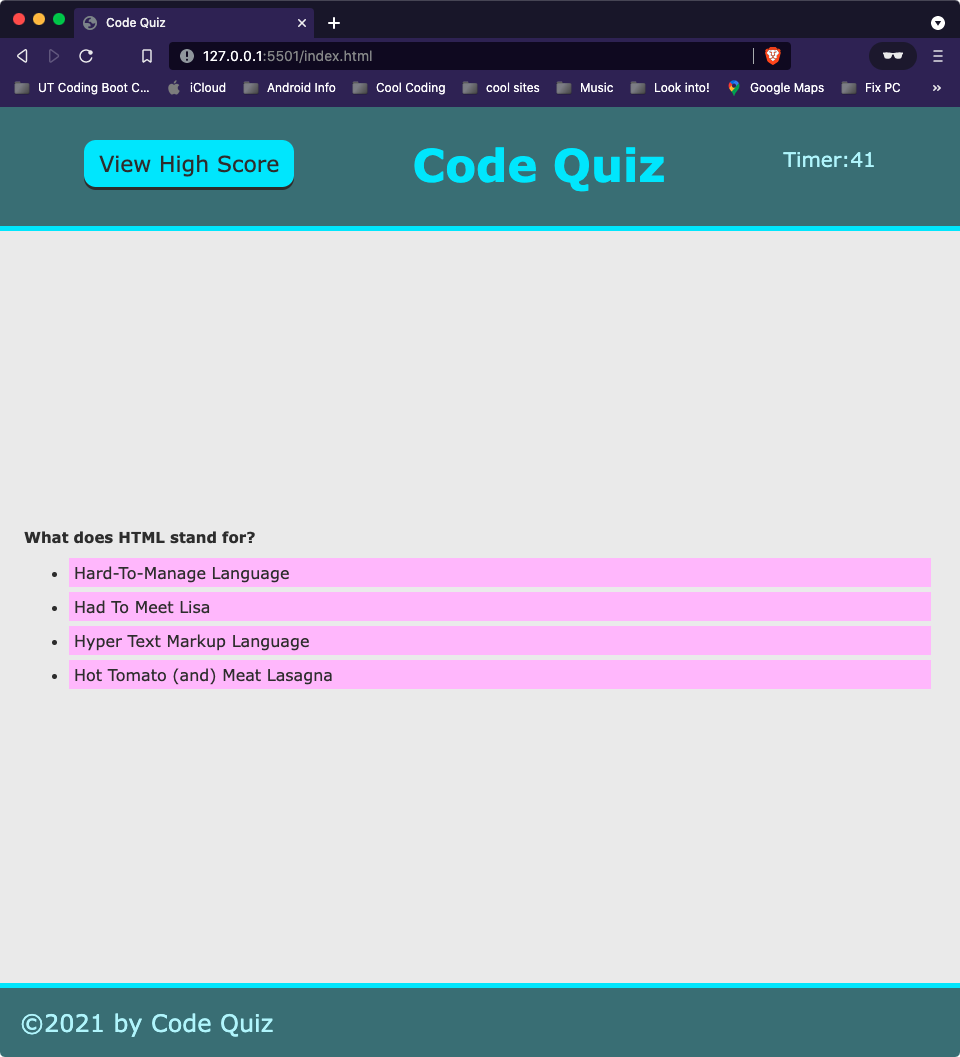 Code Quiz
127.0.0.1:5501/index.html
UT Coding Boot C... iCloud Android Info Cool Coding cool sites Music Look into! Google Maps Fix PC »
View High Score Code Quiz Timer:41
What does HTML stand for?
• Hard-To-Manage Language
• Had To Meet Lisa
• Hyper Text Markup Language
• Hot Tomato (and) Meat Lasagna
©2021 by Code Quiz